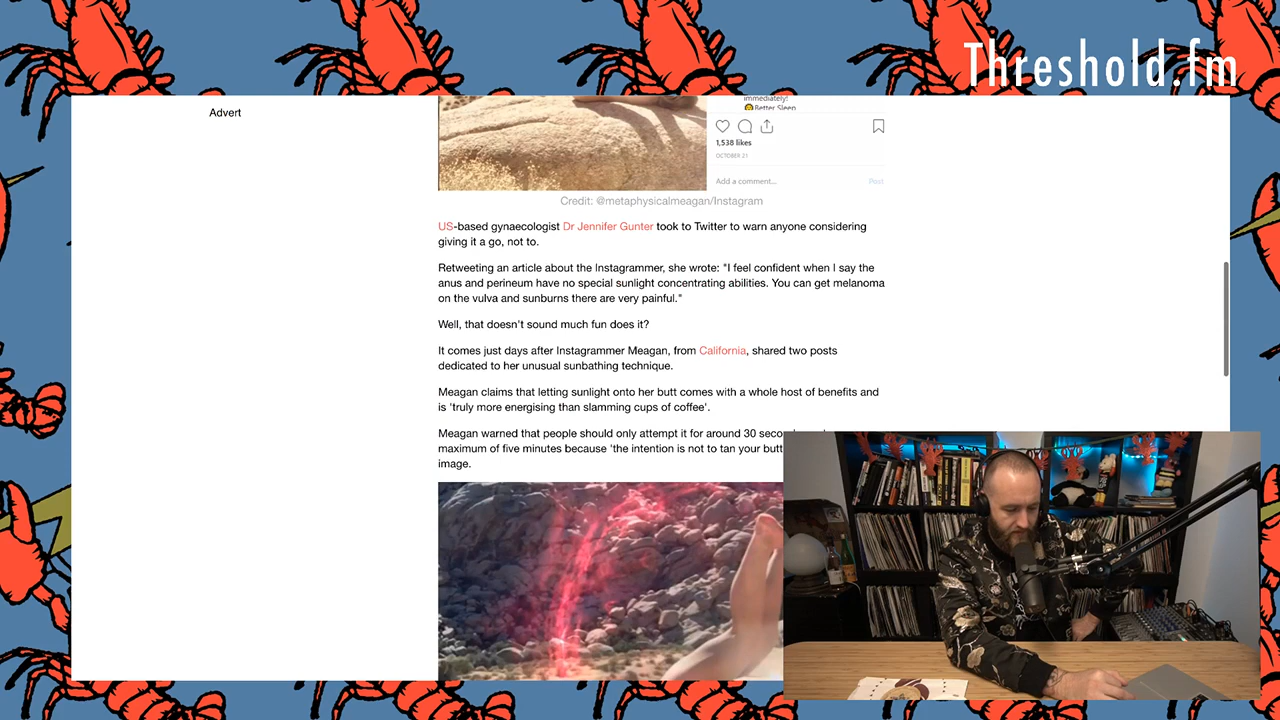 Threshold.fm
Advert
immediately!
Better Sleep
1,538 likes
OCTOBER 21
Add a comment...
Post
Credit: @metaphysicalmeagan/Instagram
US-based gynaecologist Dr Jennifer Gunter took to Twitter to warn anyone considering
giving it a go, not to.
Retweeting an article about the Instagrammer, she wrote: "I feel confident when I say the
anus and perineum have no special sunlight concentrating abilities. You can get melanoma
on the vulva and sunburns there are very painful."
Well, that doesn't sound much fun does it?
It comes just days after Instagrammer Meagan, from California, shared two posts
dedicated to her unusual sunbathing technique.
Meagan claims that letting sunlight onto her butt comes with a whole host of benefits and
is 'truly more energising than slamming cups of coffee'.
Meagan warned that people should only attempt it for around 30
maximum of five minutes because 'the intention is not to tan your butt
image.